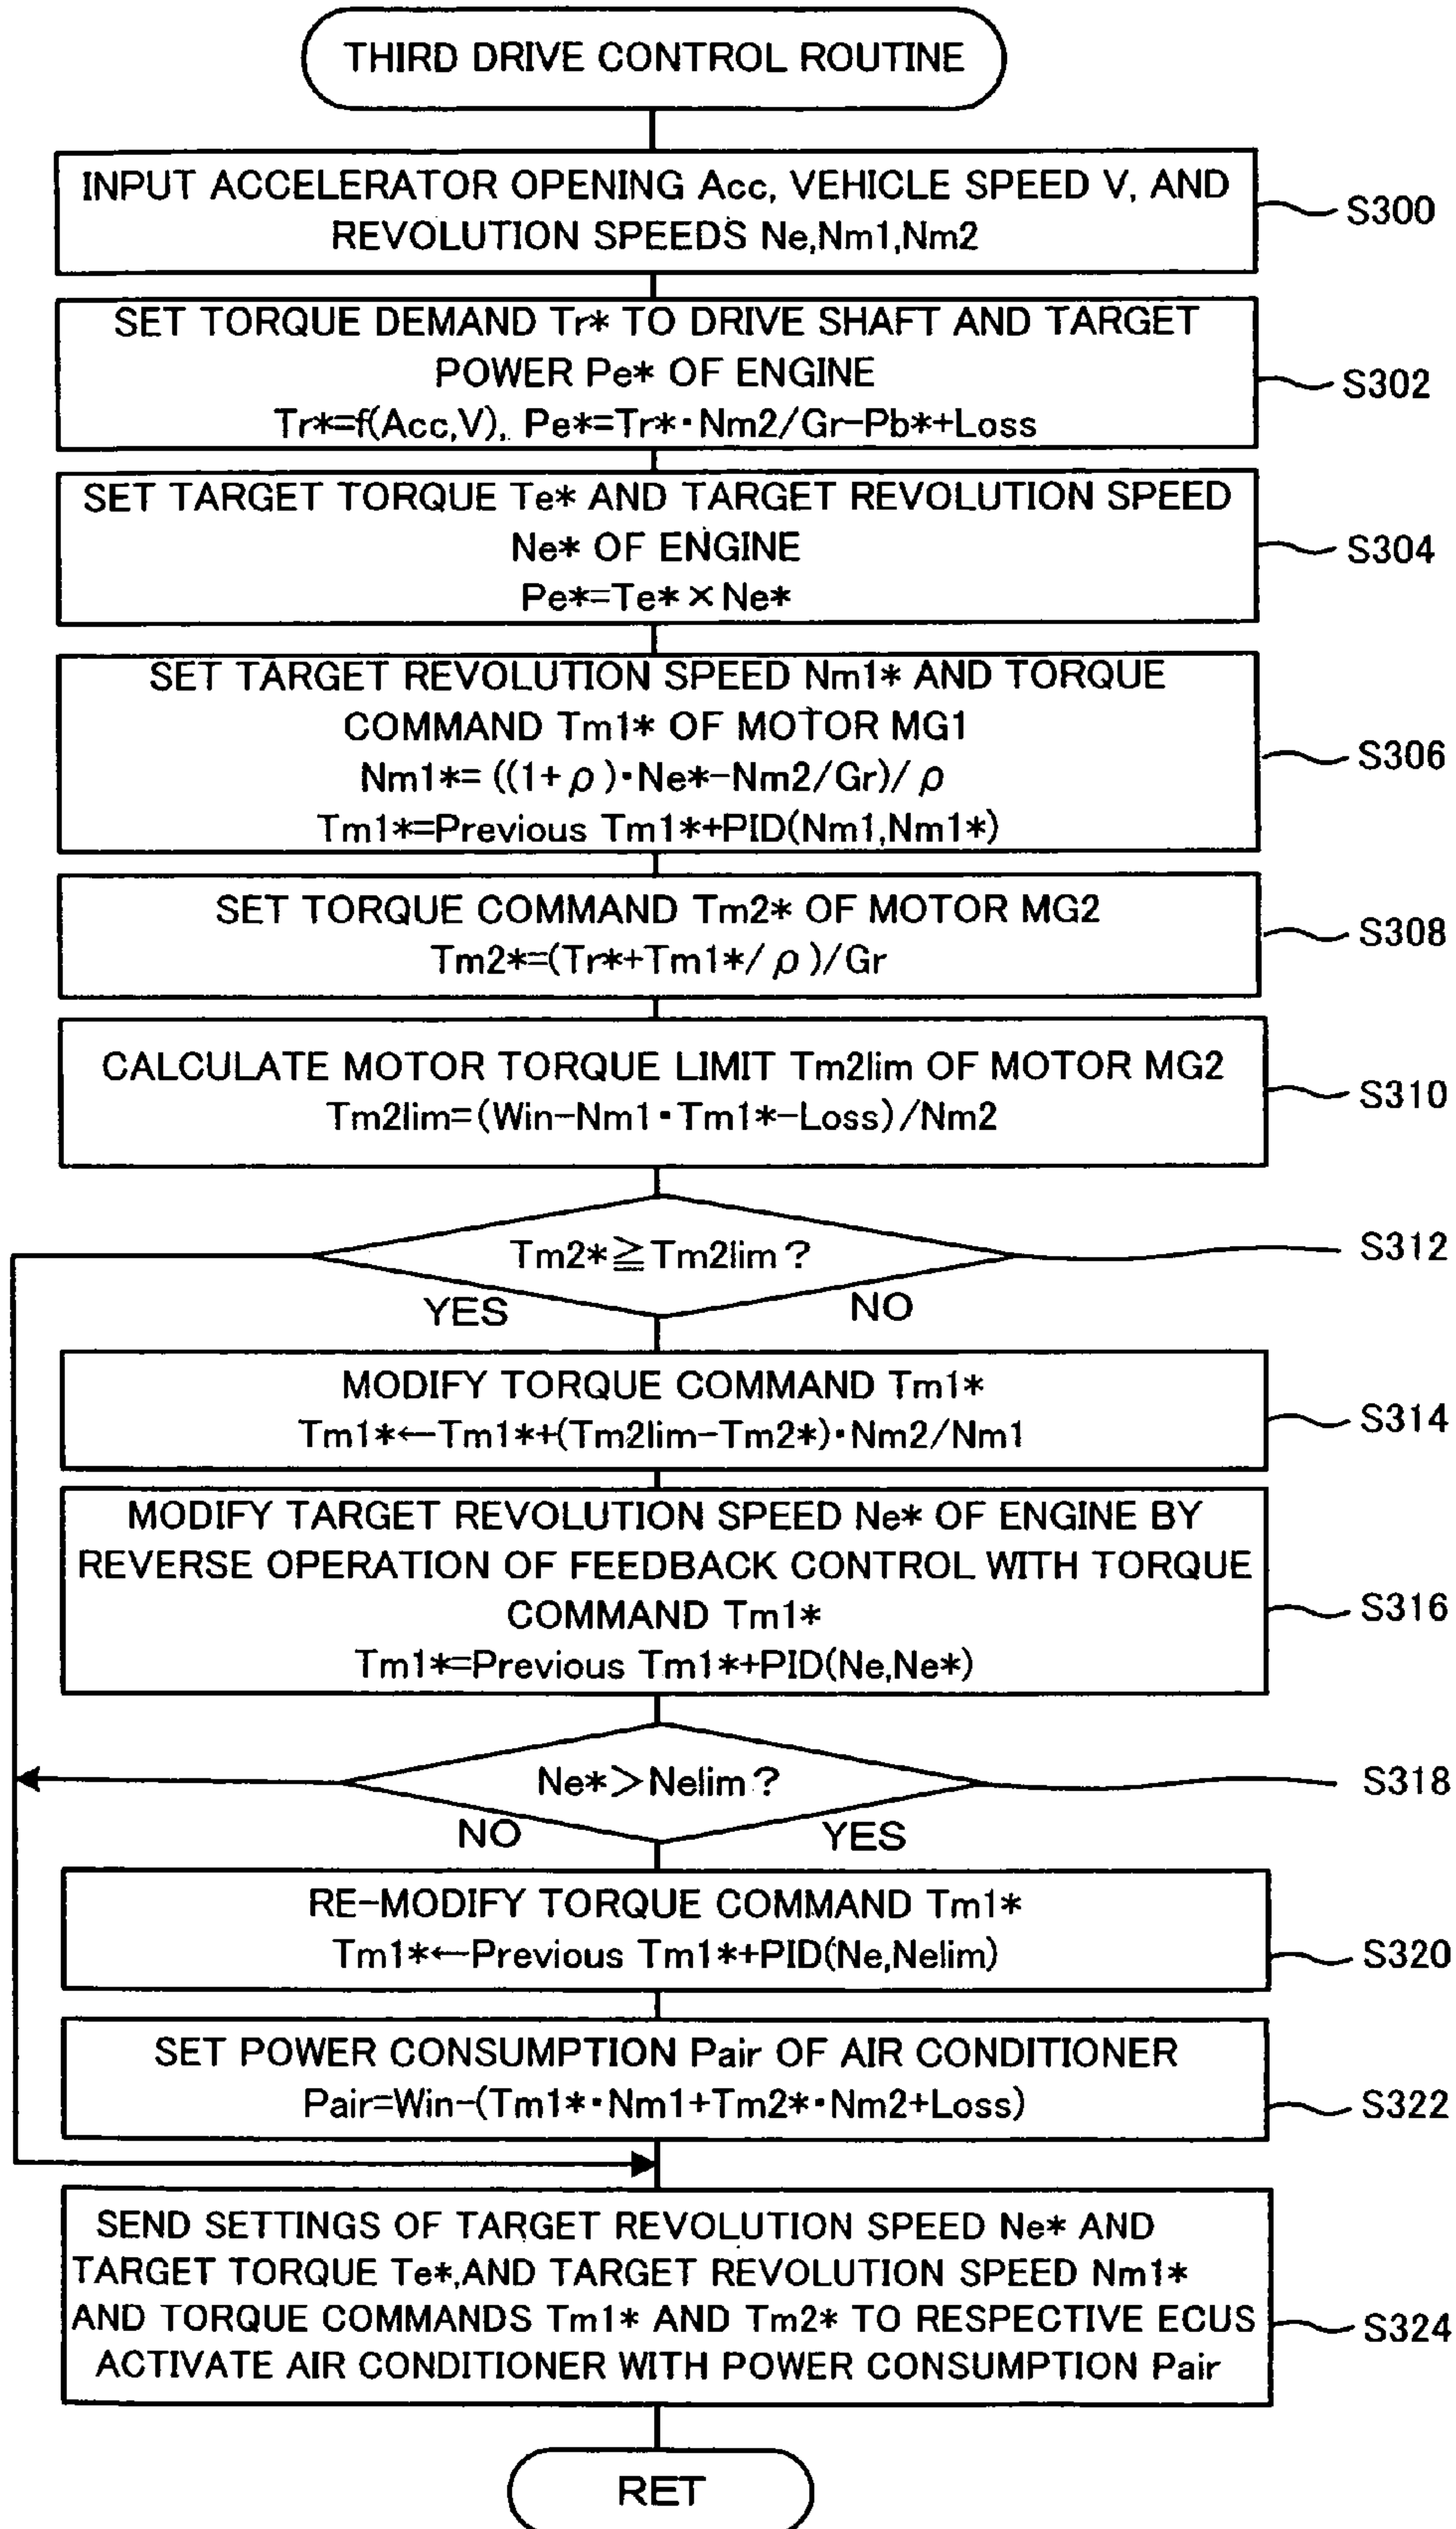 THIRD DRIVE CONTROL ROUTINE
INPUT ACCELERATOR OPENING Acc, VEHICLE SPEED V, AND
REVOLUTION SPEEDS Ne,Nm1,Nm2
S300
SET TORQUE DEMAND Tr* TO DRIVE SHAFT AND TARGET
POWER Pe* OF ENGINE
Tr*=f(Acc,V), Pe*=Tr*·Nm2/Gr-Pb*+Loss
S302
SET TARGET TORQUE Te* AND TARGET REVOLUTION SPEED
Ne* OF ENGINE
Pe*=Te*×Ne*
S304
SET TARGET REVOLUTION SPEED Nm1* AND TORQUE
COMMAND Tm1* OF MOTOR MG1
Nm1*= ((1+ρ)·Ne*-Nm2/Gr)/ρ
Tm1*=Previous Tm1*+PID(Nm1,Nm1*)
S306
SET TORQUE COMMAND Tm2* OF MOTOR MG2
Tm2*=(Tr*+Tm1*/ρ)/Gr
S308
CALCULATE MOTOR TORQUE LIMIT Tm2lim OF MOTOR MG2
Tm2lim=(Win-Nm1·Tm1*-Loss)/Nm2
S310
Tm2*≧Tm2lim?
S312
YES
NO
MODIFY TORQUE COMMAND Tm1*
Tm1*←Tm1*+(Tm2lim-Tm2*)·Nm2/Nm1
S314
MODIFY TARGET REVOLUTION SPEED Ne* OF ENGINE BY
REVERSE OPERATION OF FEEDBACK CONTROL WITH TORQUE
COMMAND Tm1*
Tm1*=Previous Tm1*+PID(Ne,Ne*)
S316
Ne*>Nelim?
S318
NO
YES
RE-MODIFY TORQUE COMMAND Tm1*
Tm1*←Previous Tm1*+PID(Ne,Nelim)
S320
SET POWER CONSUMPTION Pair OF AIR CONDITIONER
Pair=Win-(Tm1*·Nm1+Tm2*·Nm2+Loss)
S322
SEND SETTINGS OF TARGET REVOLUTION SPEED Ne* AND
TARGET TORQUE Te*,AND TARGET REVOLUTION SPEED Nm1*
AND TORQUE COMMANDS Tm1* AND Tm2* TO RESPECTIVE ECUS
ACTIVATE AIR CONDITIONER WITH POWER CONSUMPTION Pair
S324
RET